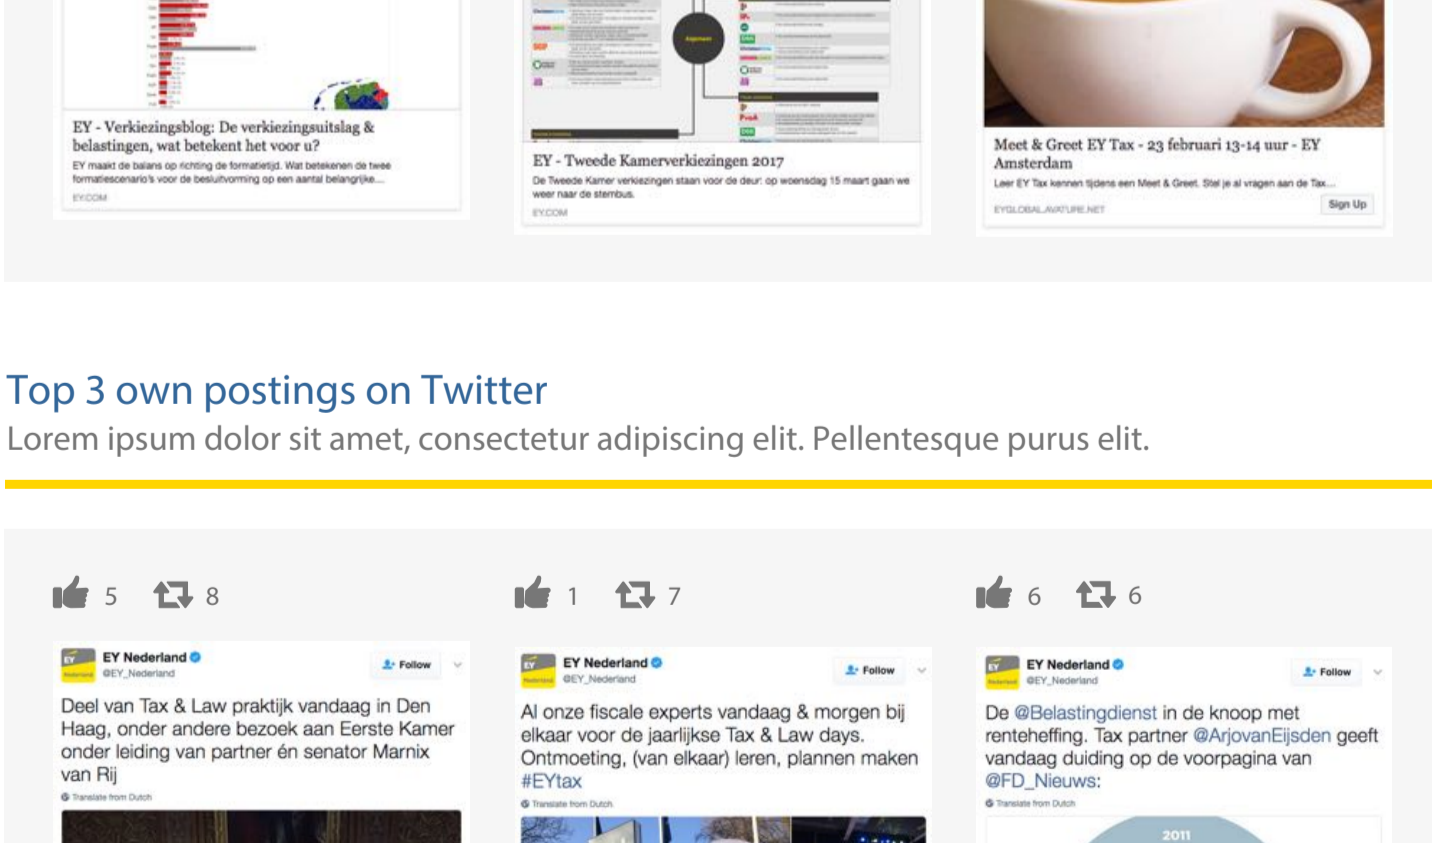 EY - Verkiezingsblog: De verkiezingsuitslag &
belastingen, wat betekent het voor u?
EY maakt de balans op richting de formatietijd. Wat betekenen de twee
formatiescenario's voor de besluitvorming op een aantal belangrijke....
EY.COM
SGP
Algemeen
PvdA
EY - Tweede Kamerverkiezingen 2017
De Tweede Kamer verkiezingen staan voor de deur: op woensdag 15 maart gaan we
weer naar de stembus.
EY.COM
Meet & Greet EY Tax - 23 februari 13-14 uur - EY
Amsterdam
Leer EY Tax kennen tijdens een Meet & Greet. Stel je al vragen aan de Tax....
EYGLOBAL.AVATURE.NET
Sign Up
Top 3 own postings on Twitter
Lorem ipsum dolor sit amet, consectetur adipiscing elit. Pellentesque purus elit.
5 8
EY Nederland
@EY_Nederland
Follow
Deel van Tax & Law praktijk vandaag in Den
Haag, onder andere bezoek aan Eerste Kamer
onder leiding van partner én senator Marnix
van Rij
Translate from Dutch
1 7
EY Nederland
@EY_Nederland
Follow
Al onze fiscale experts vandaag & morgen bij
elkaar voor de jaarlijkse Tax & Law days.
Ontmoeting, (van elkaar) leren, plannen maken
#EYtax
Translate from Dutch
6 6
EY Nederland
@EY_Nederland
Follow
De @Belastingdienst in de knoop met
renteheffing. Tax partner @ArjovanEijsden geeft
vandaag duiding op de voorpagina van
@FD_Nieuws:
Translate from Dutch
2011